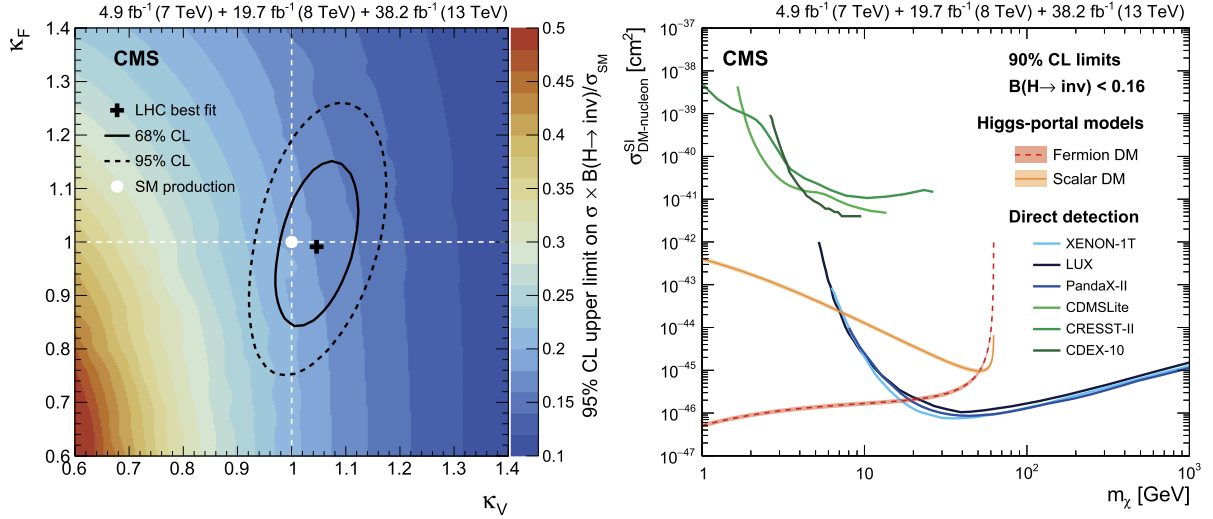 4.9 fb⁻¹ (7 TeV) + 19.7 fb⁻¹ (8 TeV) + 38.2 fb⁻¹ (13 TeV)
κ_F
1.4
1.3
1.2
1.1
1
0.9
0.8
0.7
0.6
CMS
LHC best fit
68% CL
95% CL
SM production
0.6 0.7 0.8 0.9 1 1.1 1.2 1.3 1.4
κ_V
0.5
0.45
0.4
0.35
0.3
0.25
0.2
0.15
0.1
95% CL upper limit on σ × B(H→ inv)/σ_SM
4.9 fb⁻¹ (7 TeV) + 19.7 fb⁻¹ (8 TeV) + 38.2 fb⁻¹ (13 TeV)
σ^SI_DM-nucleon [cm²]
10⁻³⁷
10⁻³⁸
10⁻³⁹
10⁻⁴⁰
10⁻⁴¹
10⁻⁴²
10⁻⁴³
10⁻⁴⁴
10⁻⁴⁵
10⁻⁴⁶
10⁻⁴⁷
CMS
90% CL limits
B(H→ inv) < 0.16
Higgs-portal models
Fermion DM
Scalar DM
Direct detection
XENON-1T
LUX
PandaX-II
CDMSLite
CRESST-II
CDEX-10
1 10 10² 10³
m_χ [GeV]